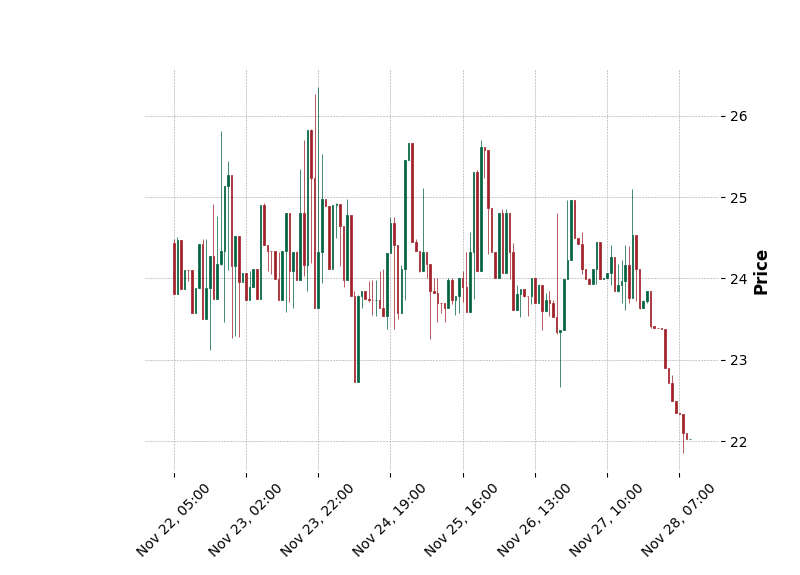 26
25
24
23
22
Price
Nov 22, 05:00
Nov 23, 02:00
Nov 23, 22:00
Nov 24, 19:00
Nov 25, 16:00
Nov 26, 13:00
Nov 27, 10:00
Nov 28, 07:00